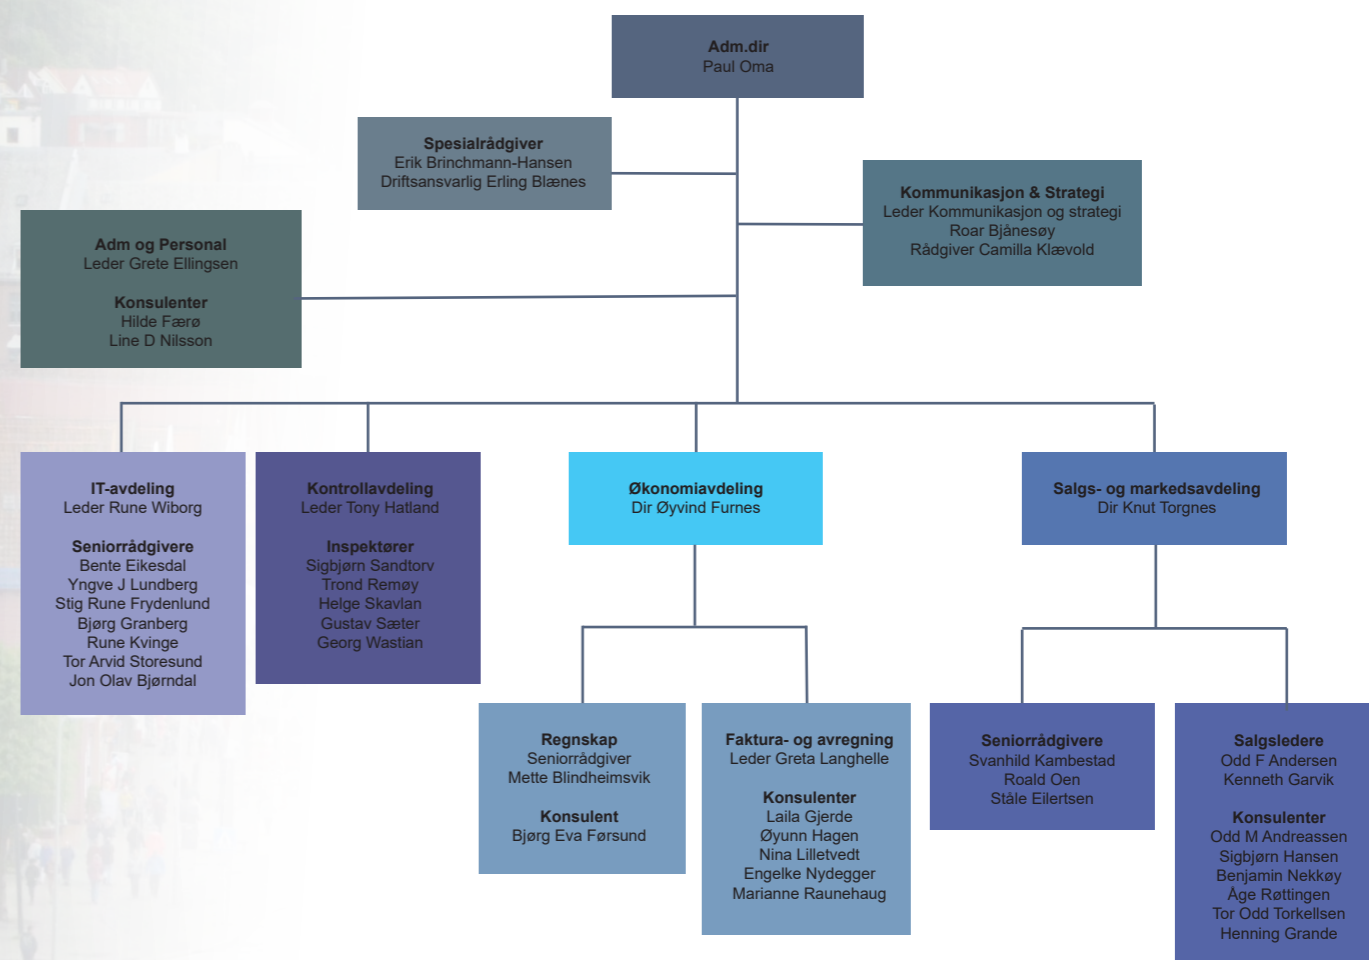 Adm.dir
Paul Oma
Spesialrådgiver
Erik Brinchmann-Hansen
Driftsansvarlig Erling Blænes
Kommunikasjon & Strategi
Leder Kommunikasjon og strategi
Roar Bjånesøy
Rådgiver Camilla Klævold
Adm og Personal
Leder Grete Ellingsen
Konsulenter
Hilde Færø
Line D Nilsson
IT-avdeling
Leder Rune Wiborg
Seniorrådgivere
Bente Eikesdal
Yngve J Lundberg
Stig Rune Frydenlund
Bjørg Granberg
Rune Kvinge
Tor Arvid Storesund
Jon Olav Bjørndal
Kontrollavdeling
Leder Tony Hatland
Inspektører
Sigbjørn Sandtorv
Trond Remøy
Helge Skavlan
Gustav Sæter
Georg Wastian
Økonomiavdeling
Dir Øyvind Furnes
Salgs- og markedsavdeling
Dir Knut Torgnes
Regnskap
Seniorrådgiver
Mette Blindheimsvik
Konsulent
Bjørg Eva Førsund
Faktura- og avregning
Leder Greta Langhelle
Konsulenter
Laila Gjerde
Øyunn Hagen
Nina Lilletvedt
Engelke Nydegger
Marianne Raunehaug
Seniorrådgivere
Svanhild Kambestad
Roald Oen
Ståle Eilertsen
Salgsledere
Odd F Andersen
Kenneth Garvik
Konsulenter
Odd M Andreassen
Sigbjørn Hansen
Benjamin Nekkøy
Åge Røttingen
Tor Odd Torkellsen
Henning Grande